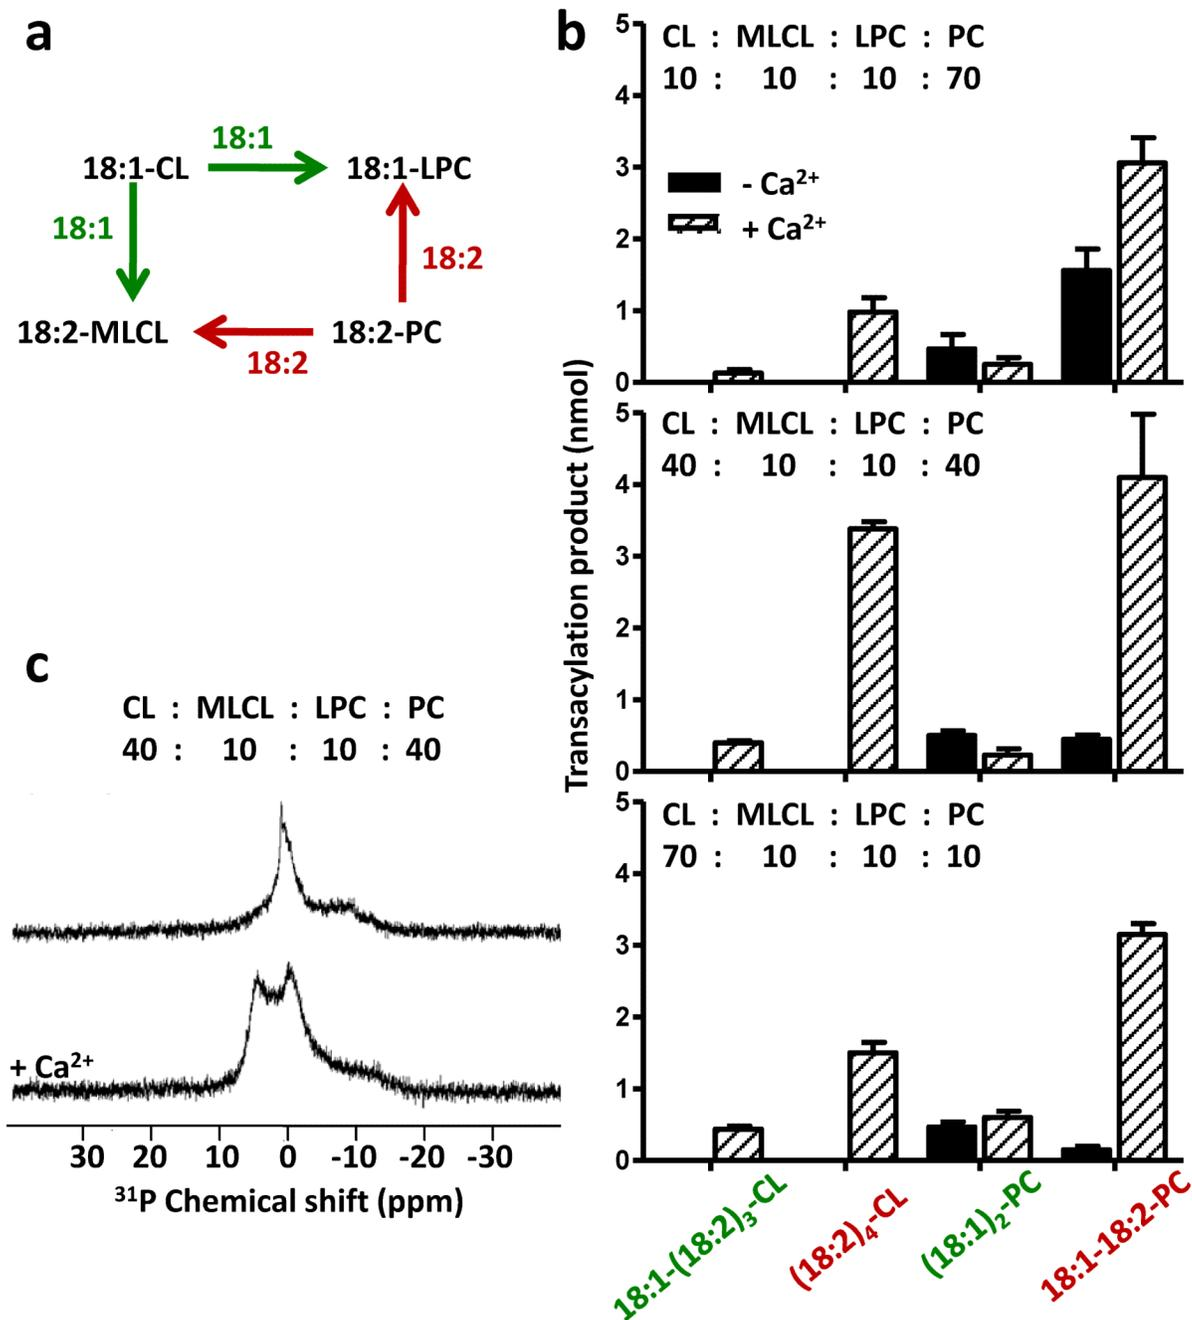 a
18:1
18:1-CL
18:1-LPC
18:1
18:2
18:2-MLCL
18:2-PC
18:2
b
Transacylation product (nmol)
5
4
3
2
1
0
CL : MLCL : LPC : PC
10 : 10 : 10 : 70
- Ca²⁺
+ Ca²⁺
5
4
3
2
1
0
CL : MLCL : LPC : PC
40 : 10 : 10 : 40
5
4
3
2
1
0
CL : MLCL : LPC : PC
70 : 10 : 10 : 10
18:1-(18:2)₃-CL
(18:2)₄-CL
(18:1)₂-PC
18:1-18:2-PC
c
CL : MLCL : LPC : PC
40 : 10 : 10 : 40
+ Ca²⁺
30 20 10 0 -10 -20 -30
³¹P Chemical shift (ppm)